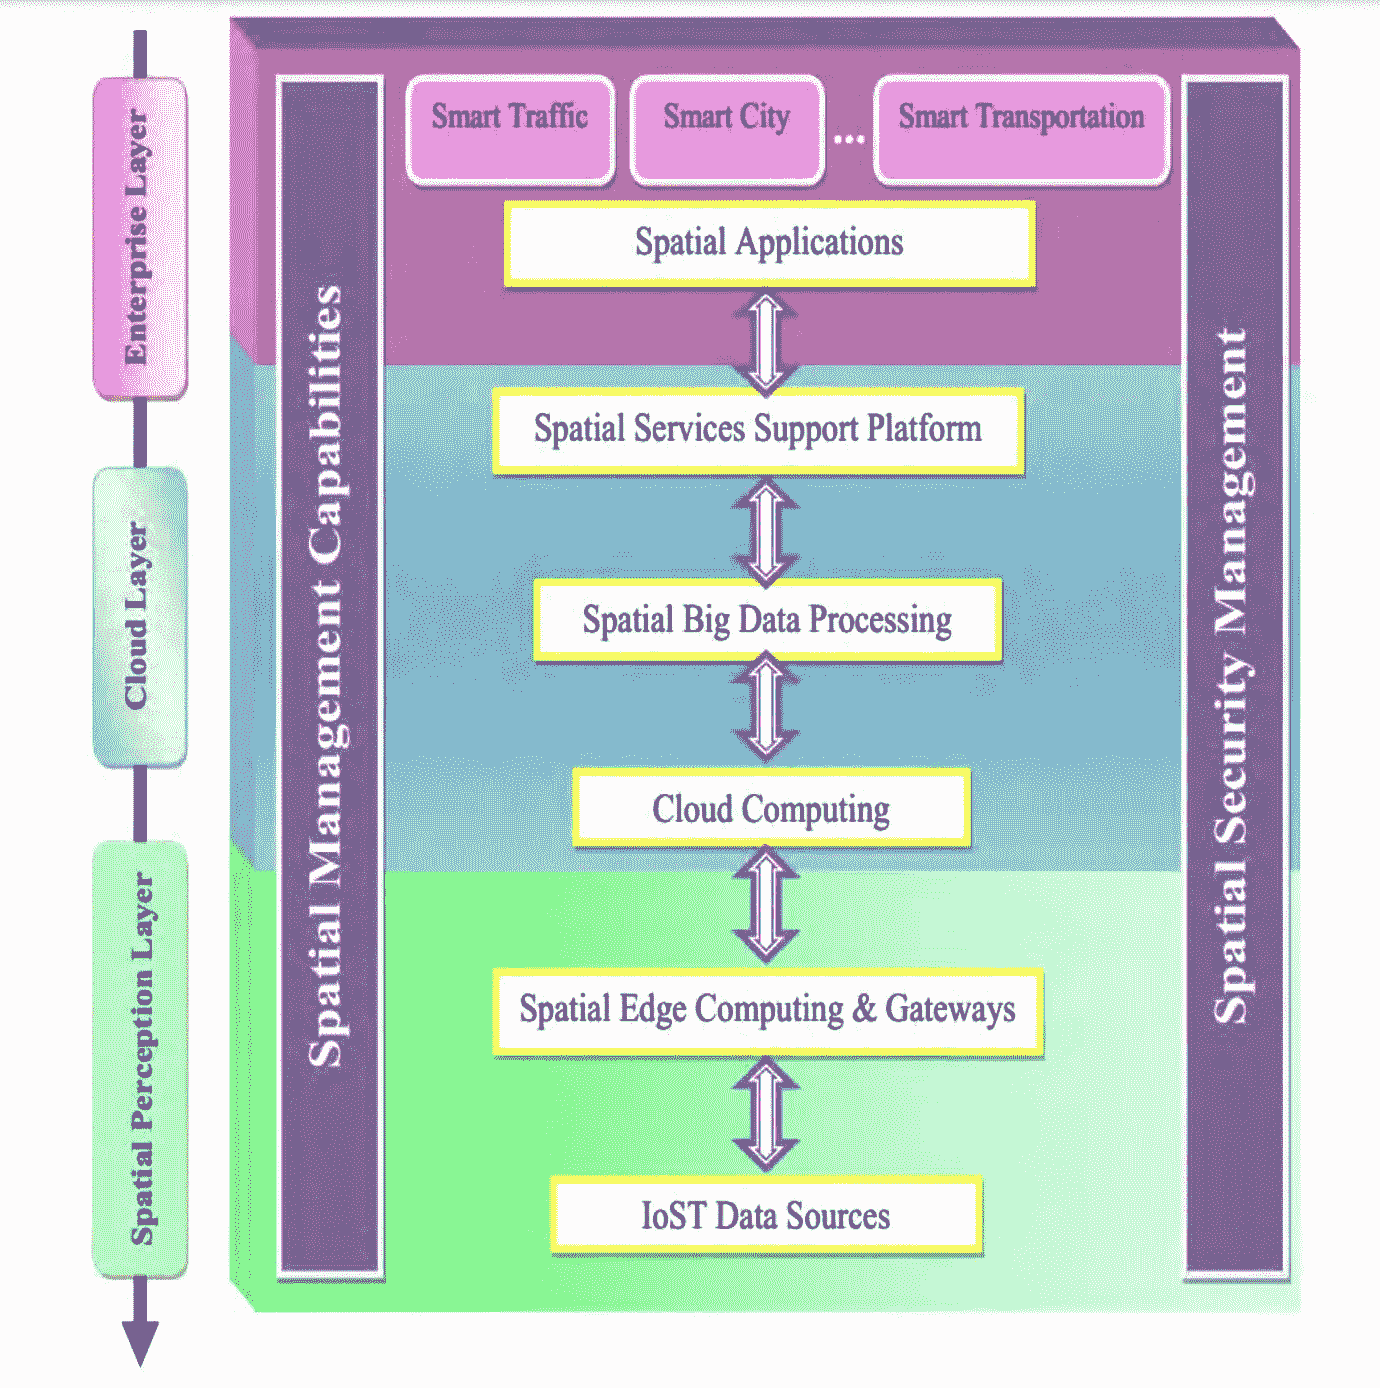 Enterprise Layer
Cloud Layer
Spatial Perception Layer
Spatial Management Capabilities
Smart Traffic
Smart City
...
Smart Transportation
Spatial Applications
Spatial Services Support Platform
Spatial Big Data Processing
Cloud Computing
Spatial Edge Computing & Gateways
IoST Data Sources
Spatial Security Management